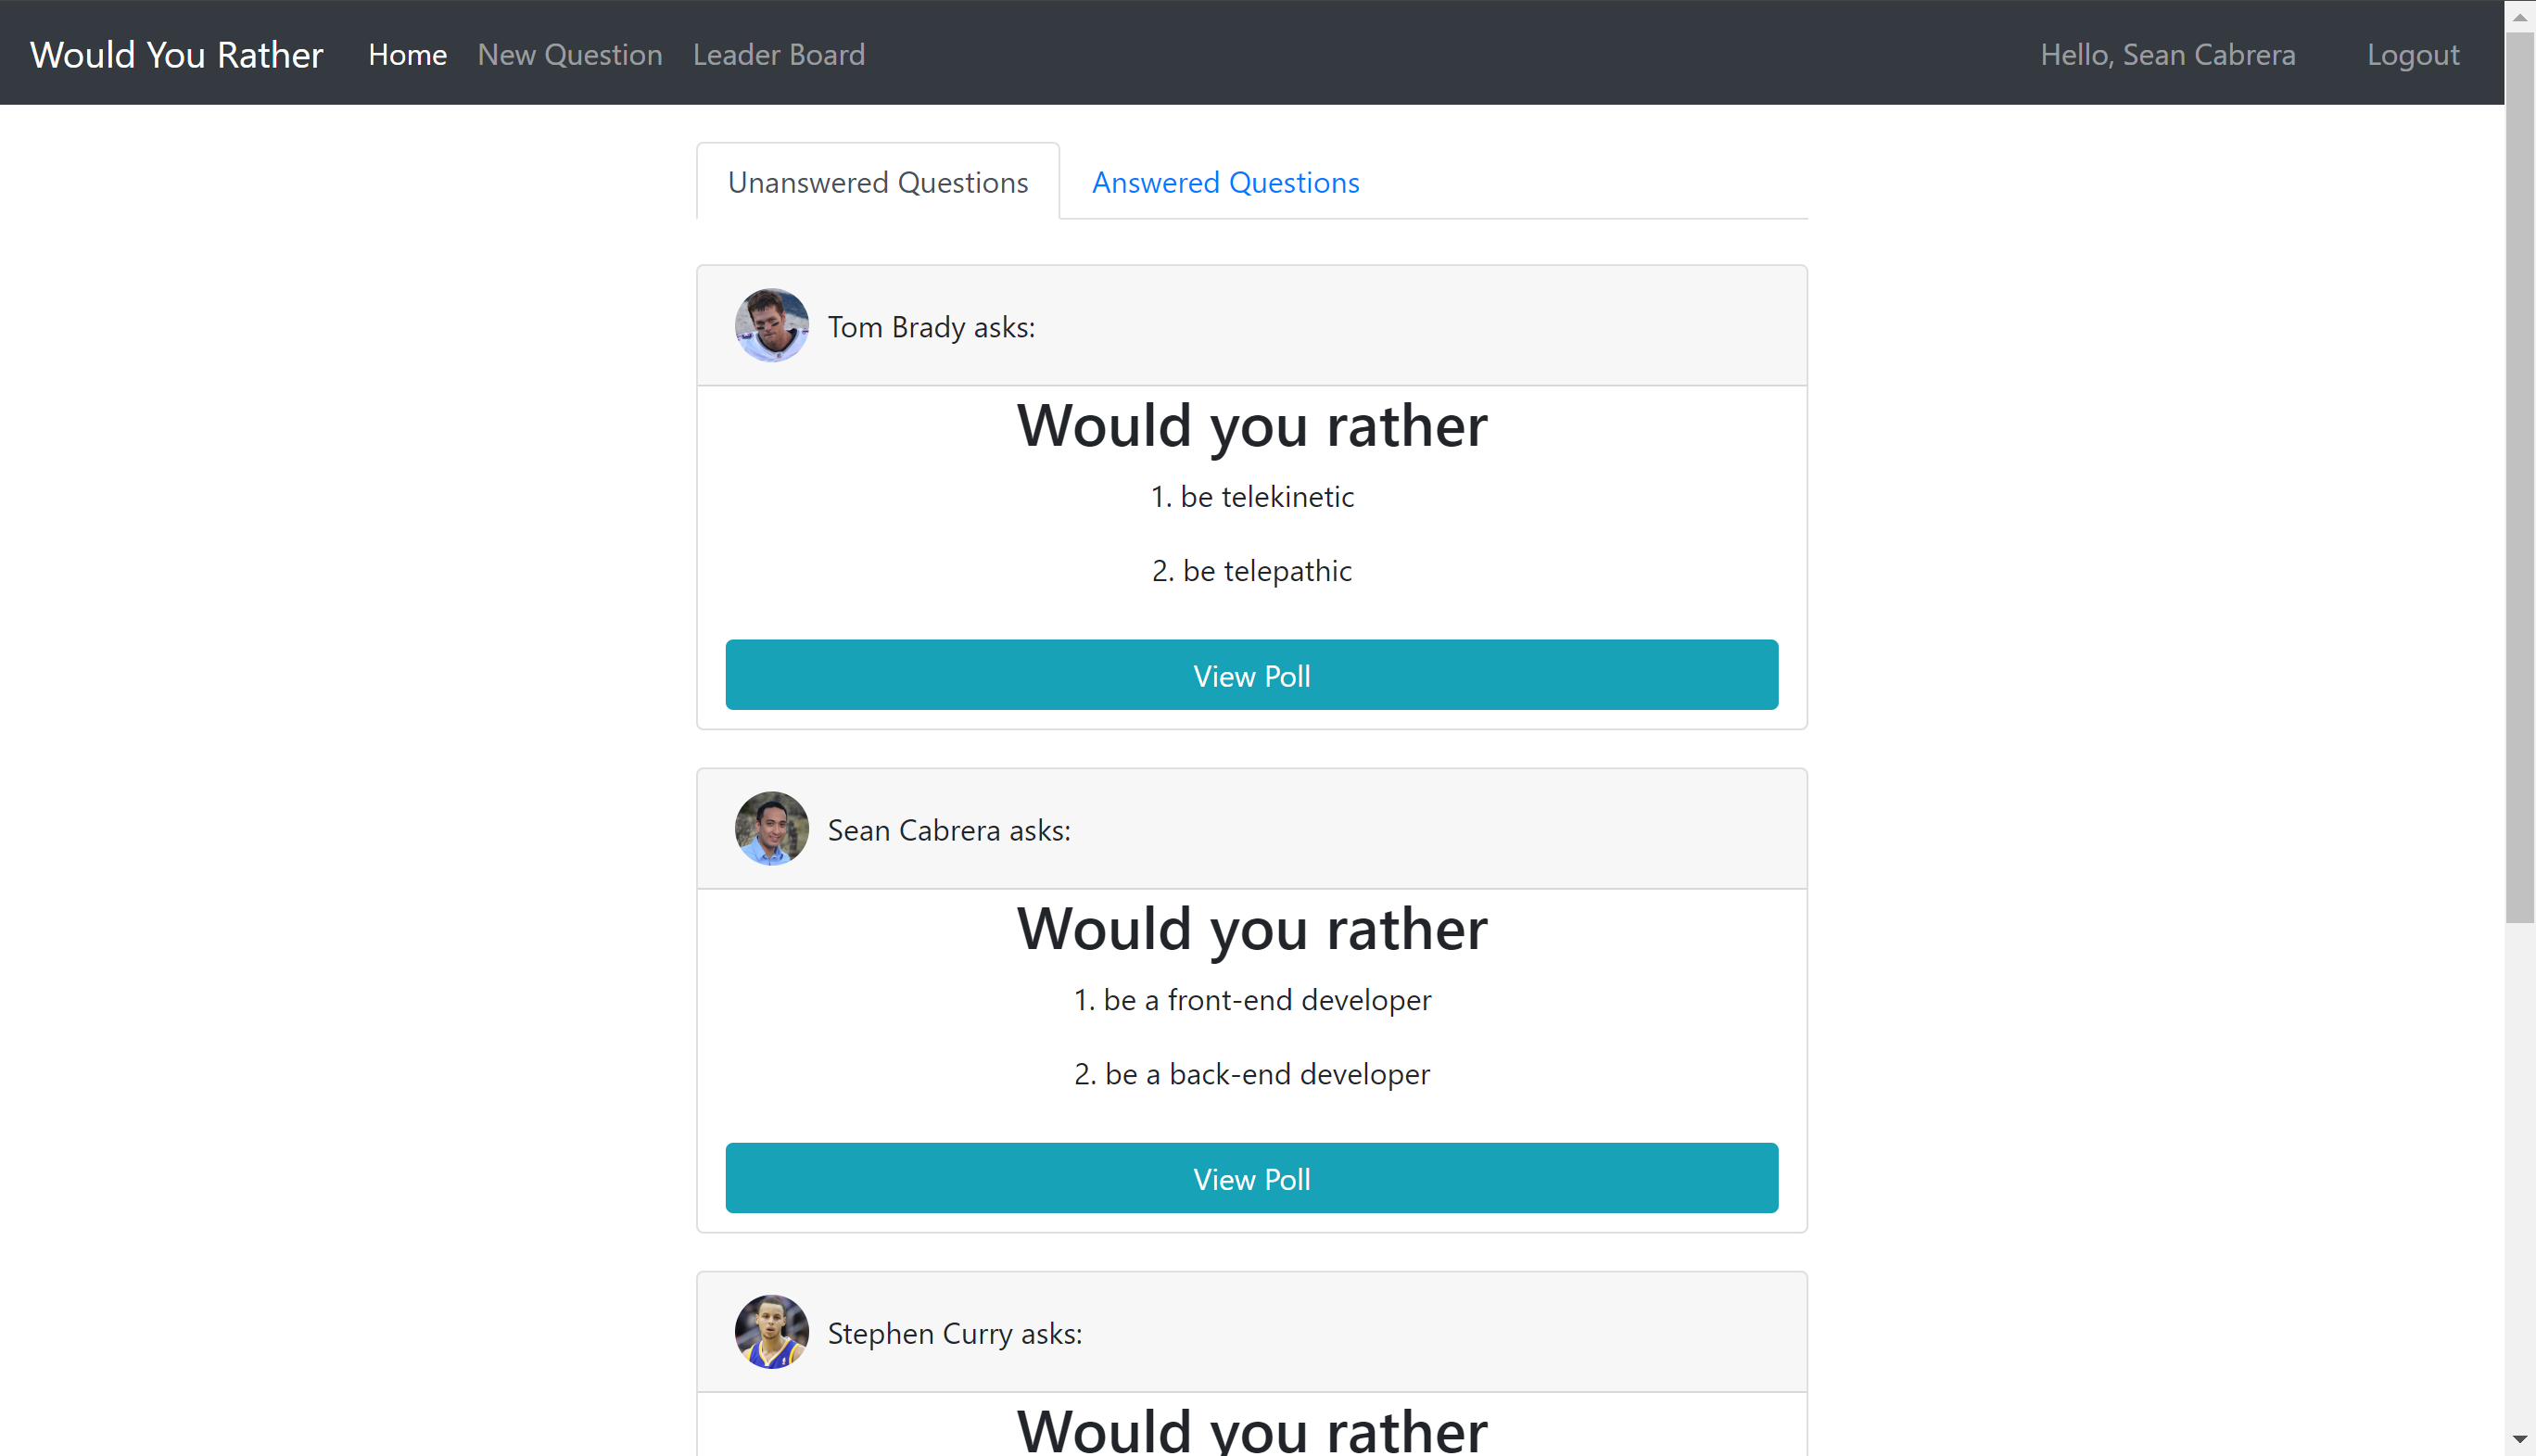 Would You Rather Home New Question Leader Board Hello, Sean Cabrera Logout
Unanswered Questions Answered Questions
Tom Brady asks:
Would you rather
1. be telekinetic
2. be telepathic
View Poll
Sean Cabrera asks:
Would you rather
1. be a front-end developer
2. be a back-end developer
View Poll
Stephen Curry asks:
Would you rather